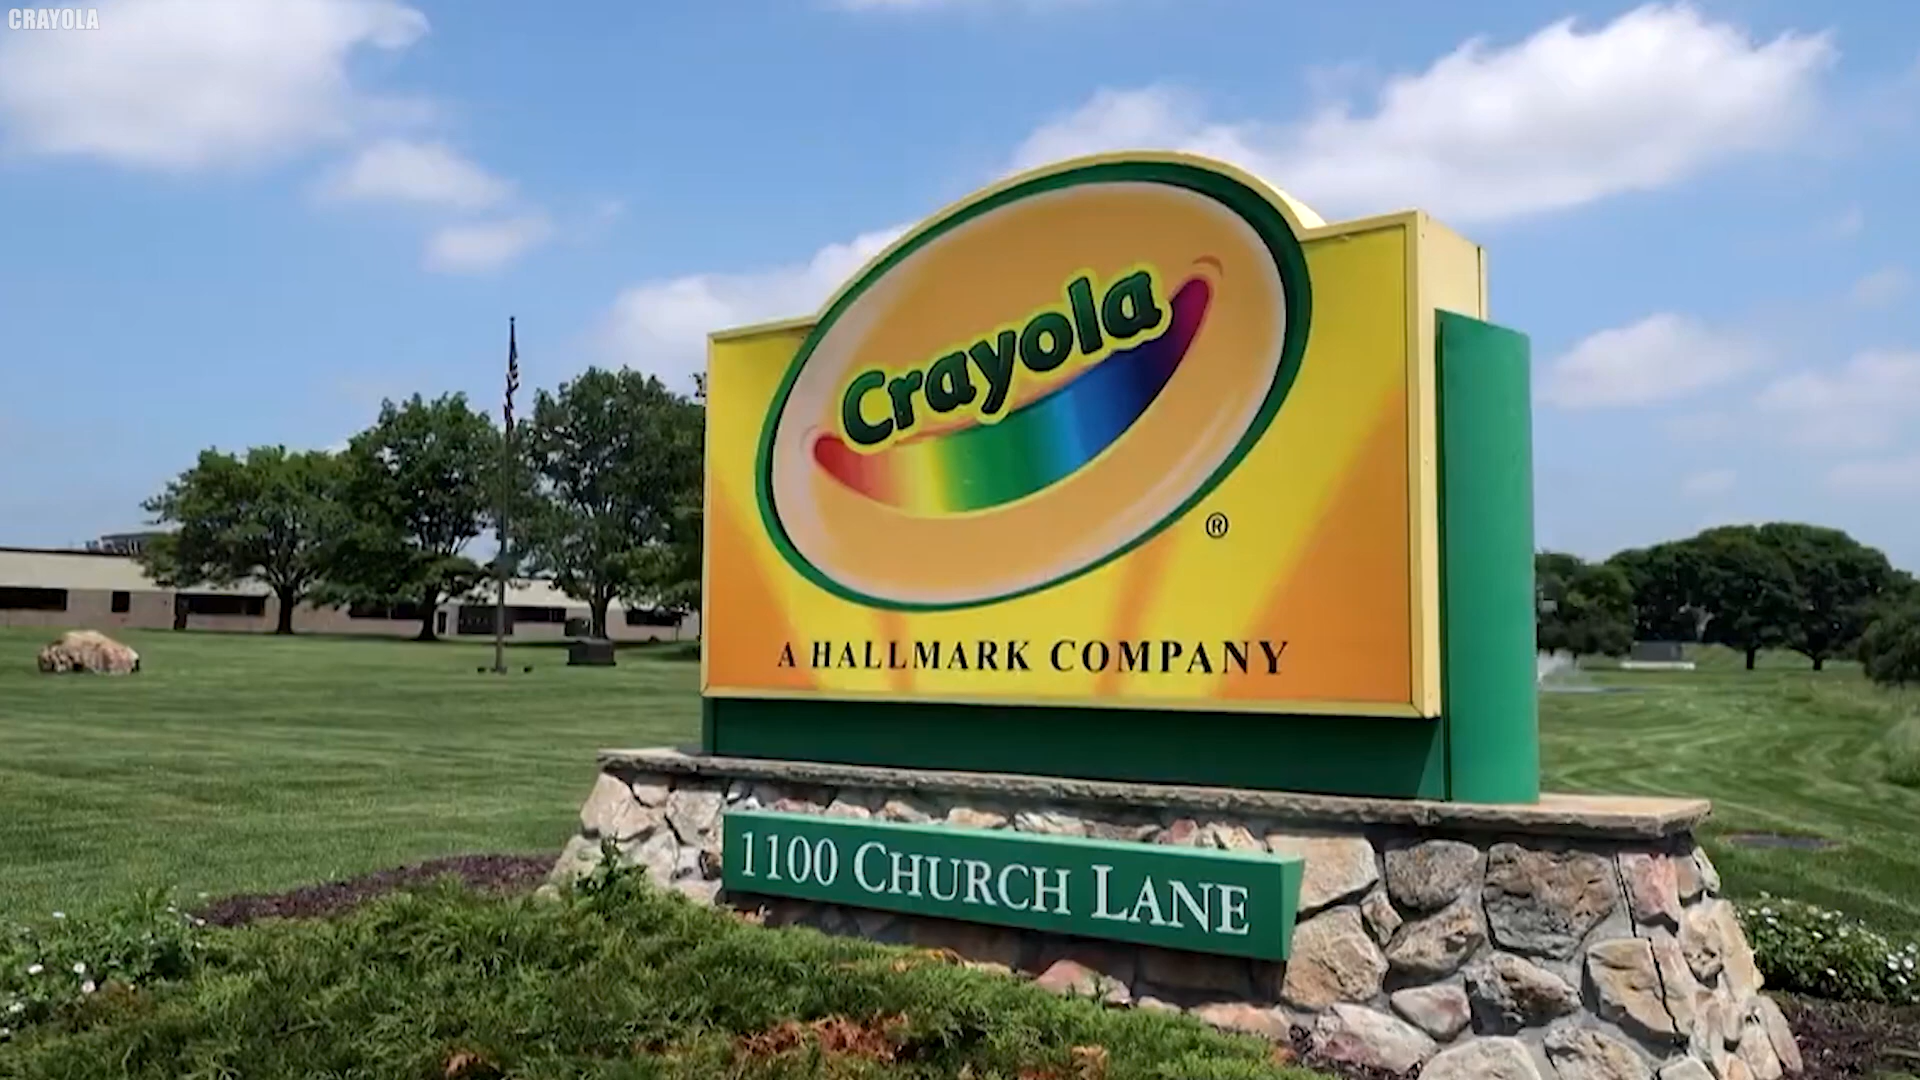 CRAYOLA
Crayola
®
A HALLMARK COMPANY
1100 CHURCH LANE